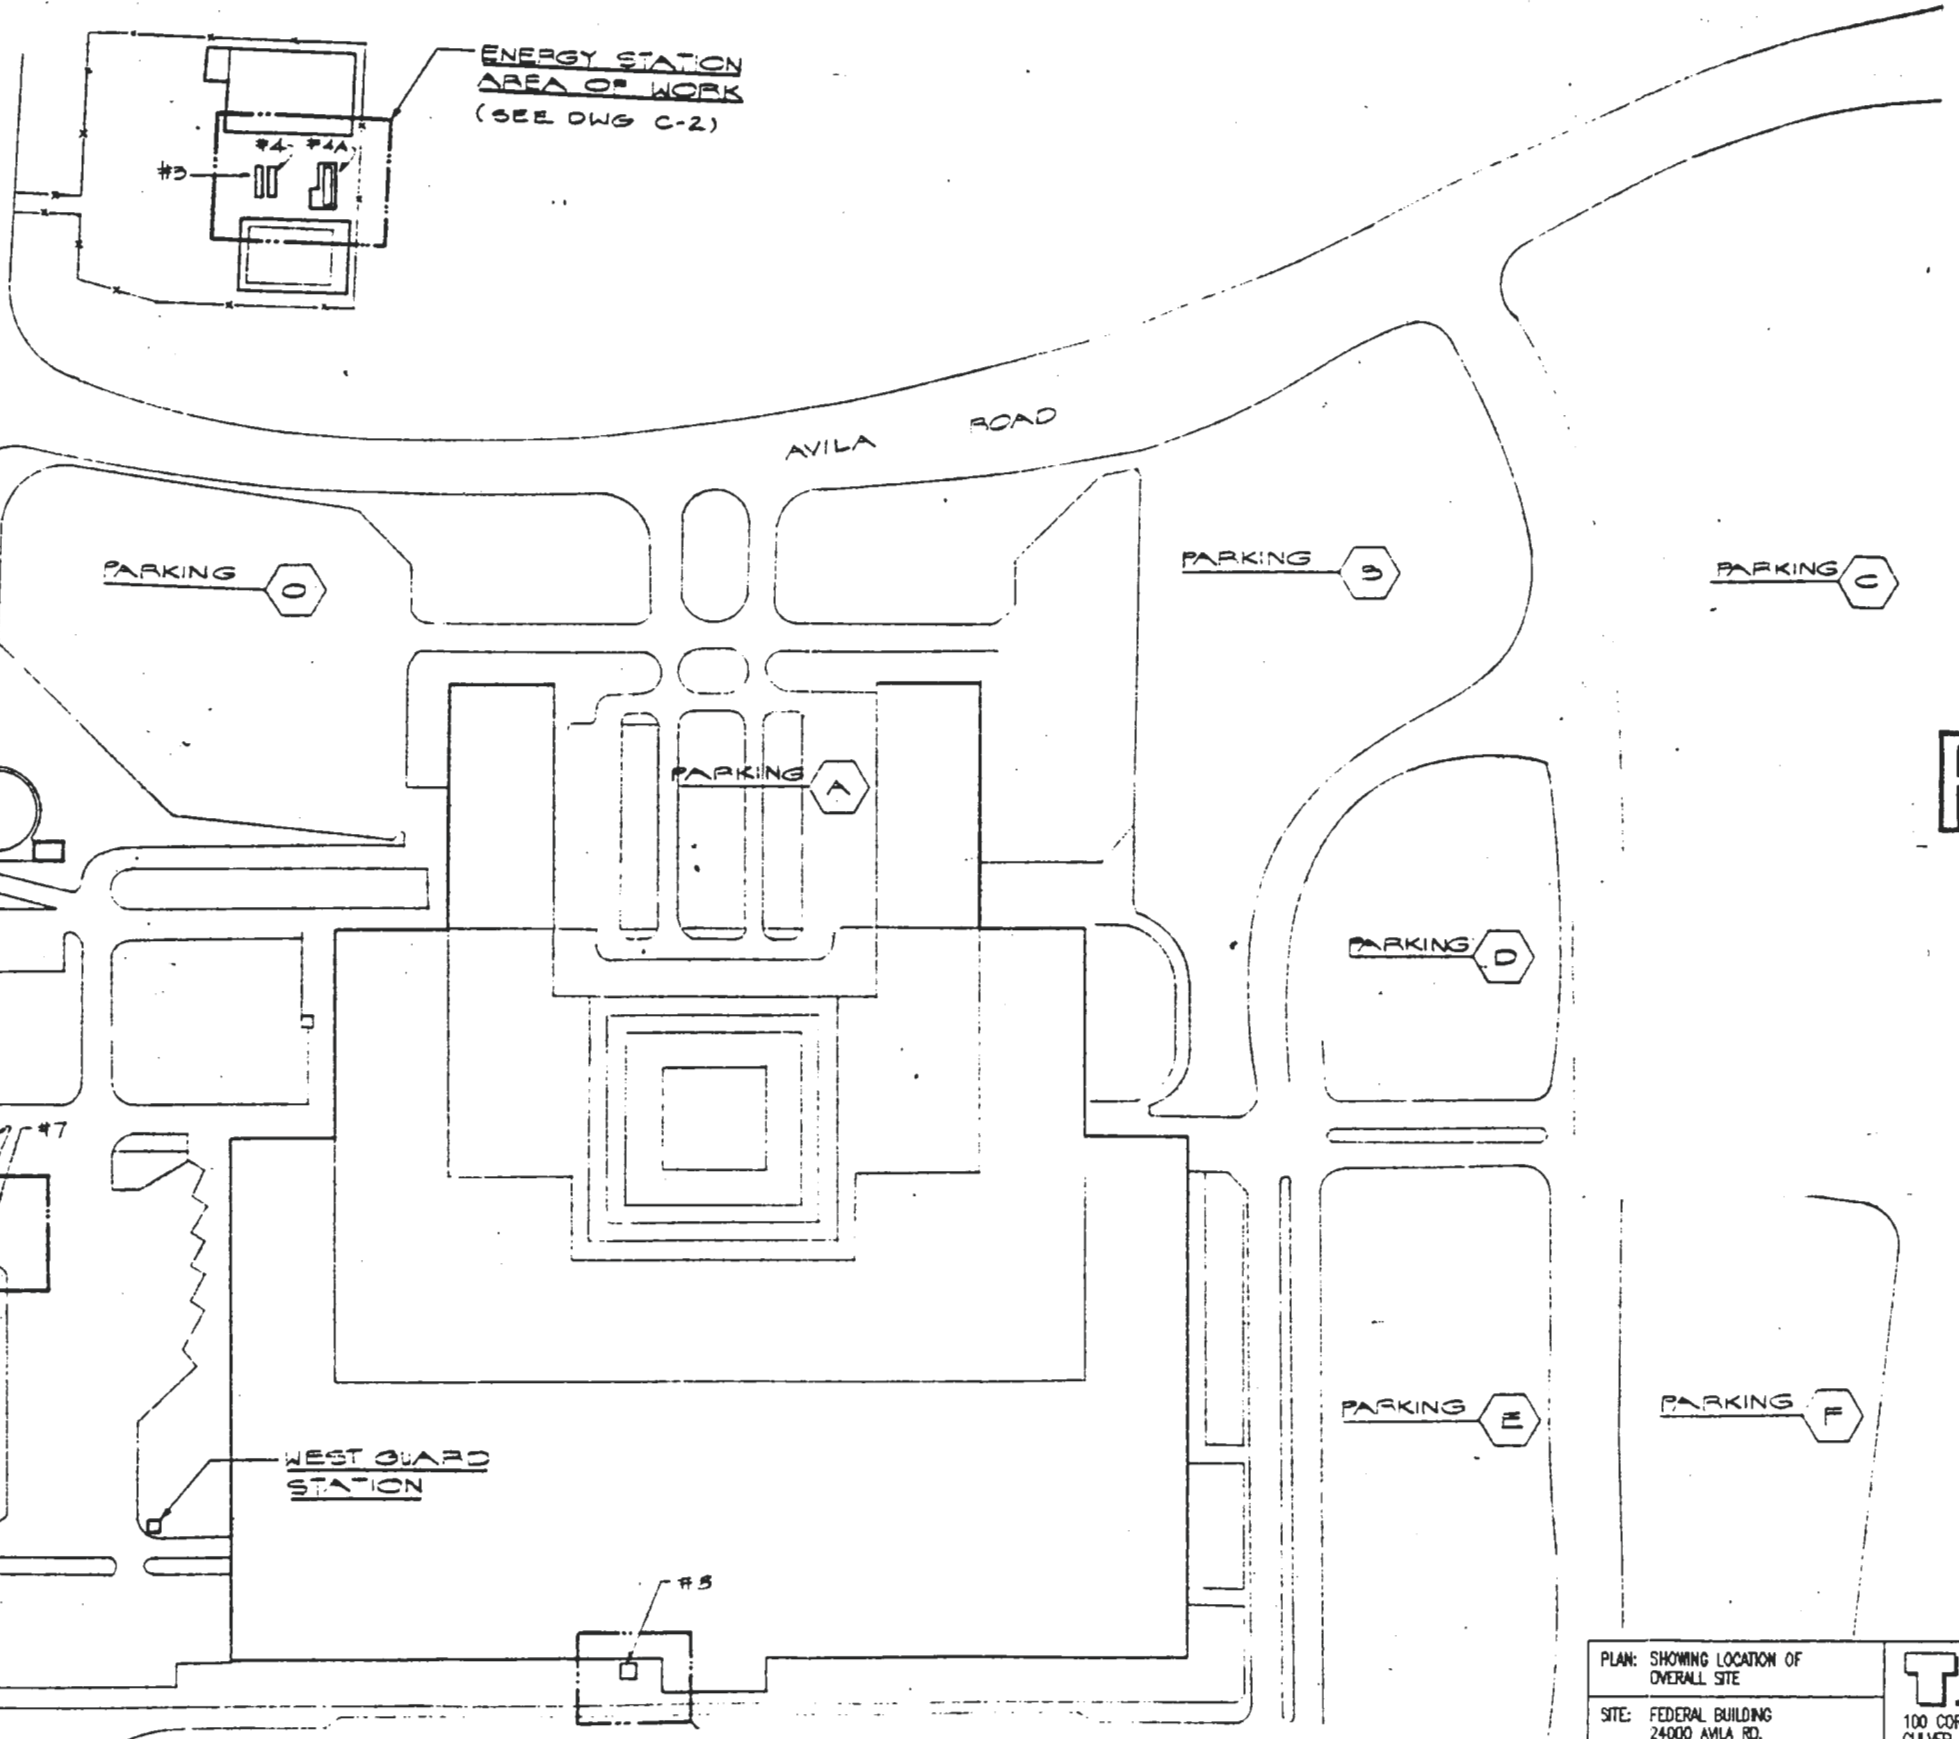 ENERGY STATION
AREA OF WORK
(SEE DWG C-2)
#4 #4A
#3
AVILA ROAD
PARKING B
PARKING O
PARKING C
PARKING A
PARKING D
#7
PARKING E
PARKING F
WEST GUARD
STATION
#5
PLAN: SHOWING LOCATION OF
OVERALL SITE
SITE: FEDERAL BUILDING
24000 AVILA RD.
T.
100 COR